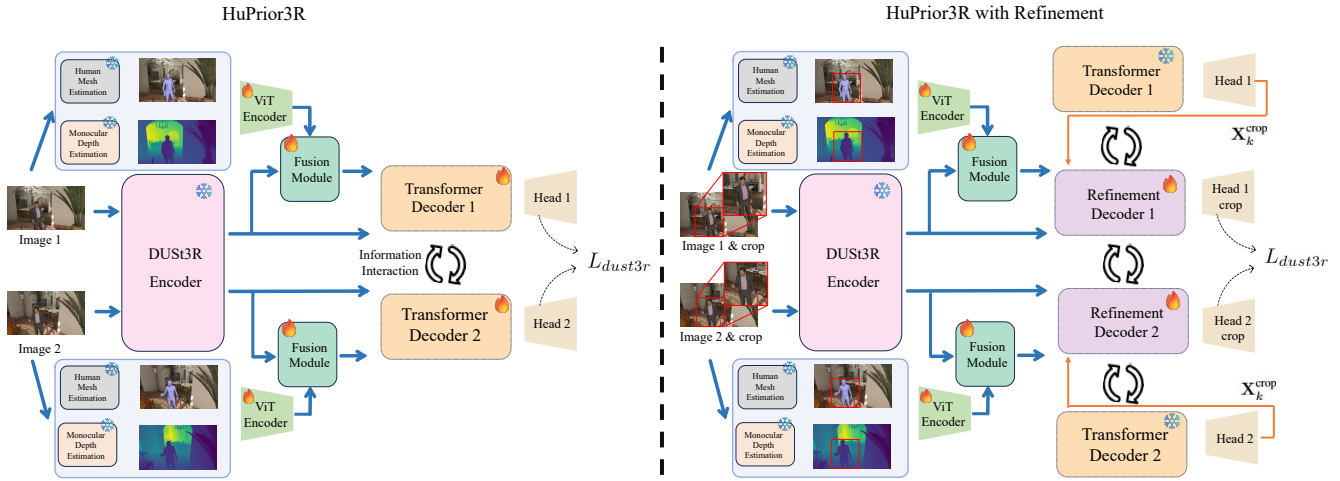 HuPrior3R
Human
Mesh
Estimation
Monocular
Depth
Estimation
ViT
Encoder
Fusion
Module
Image 1
DUSt3R
Encoder
Transformer
Decoder 1
Head 1
Information
Interaction
L_{dust3r}
Image 2
Transformer
Decoder 2
Head 2
Fusion
Module
Human
Mesh
Estimation
Monocular
Depth
Estimation
ViT
Encoder
HuPrior3R with Refinement
Human
Mesh
Estimation
Monocular
Depth
Estimation
ViT
Encoder
Fusion
Module
Transformer
Decoder 1
Head 1
X_k^{crop}
Image 1 & crop
DUSt3R
Encoder
Refinement
Decoder 1
Head 1
crop
L_{dust3r}
Image 2 & crop
Refinement
Decoder 2
Head 2
crop
Fusion
Module
Human
Mesh
Estimation
Monocular
Depth
Estimation
ViT
Encoder
X_k^{crop}
Transformer
Decoder 2
Head 2